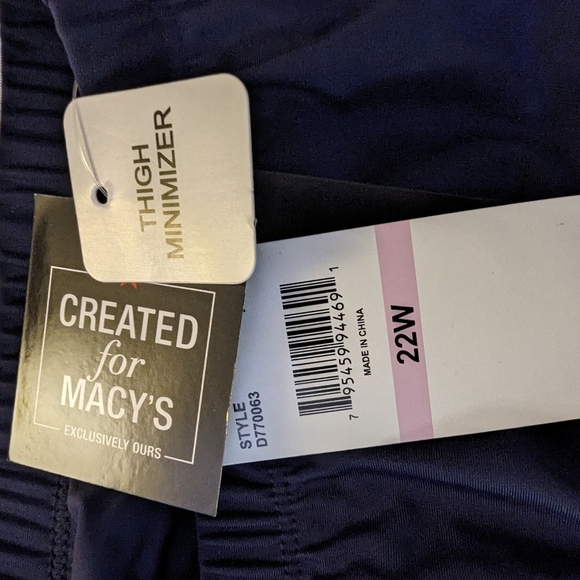 THIGH
MINIMIZER
CREATED
for
MACY'S
EXCLUSIVELY OURS
STYLE
D770063
7 95459 94469 1
MADE IN CHINA
22W